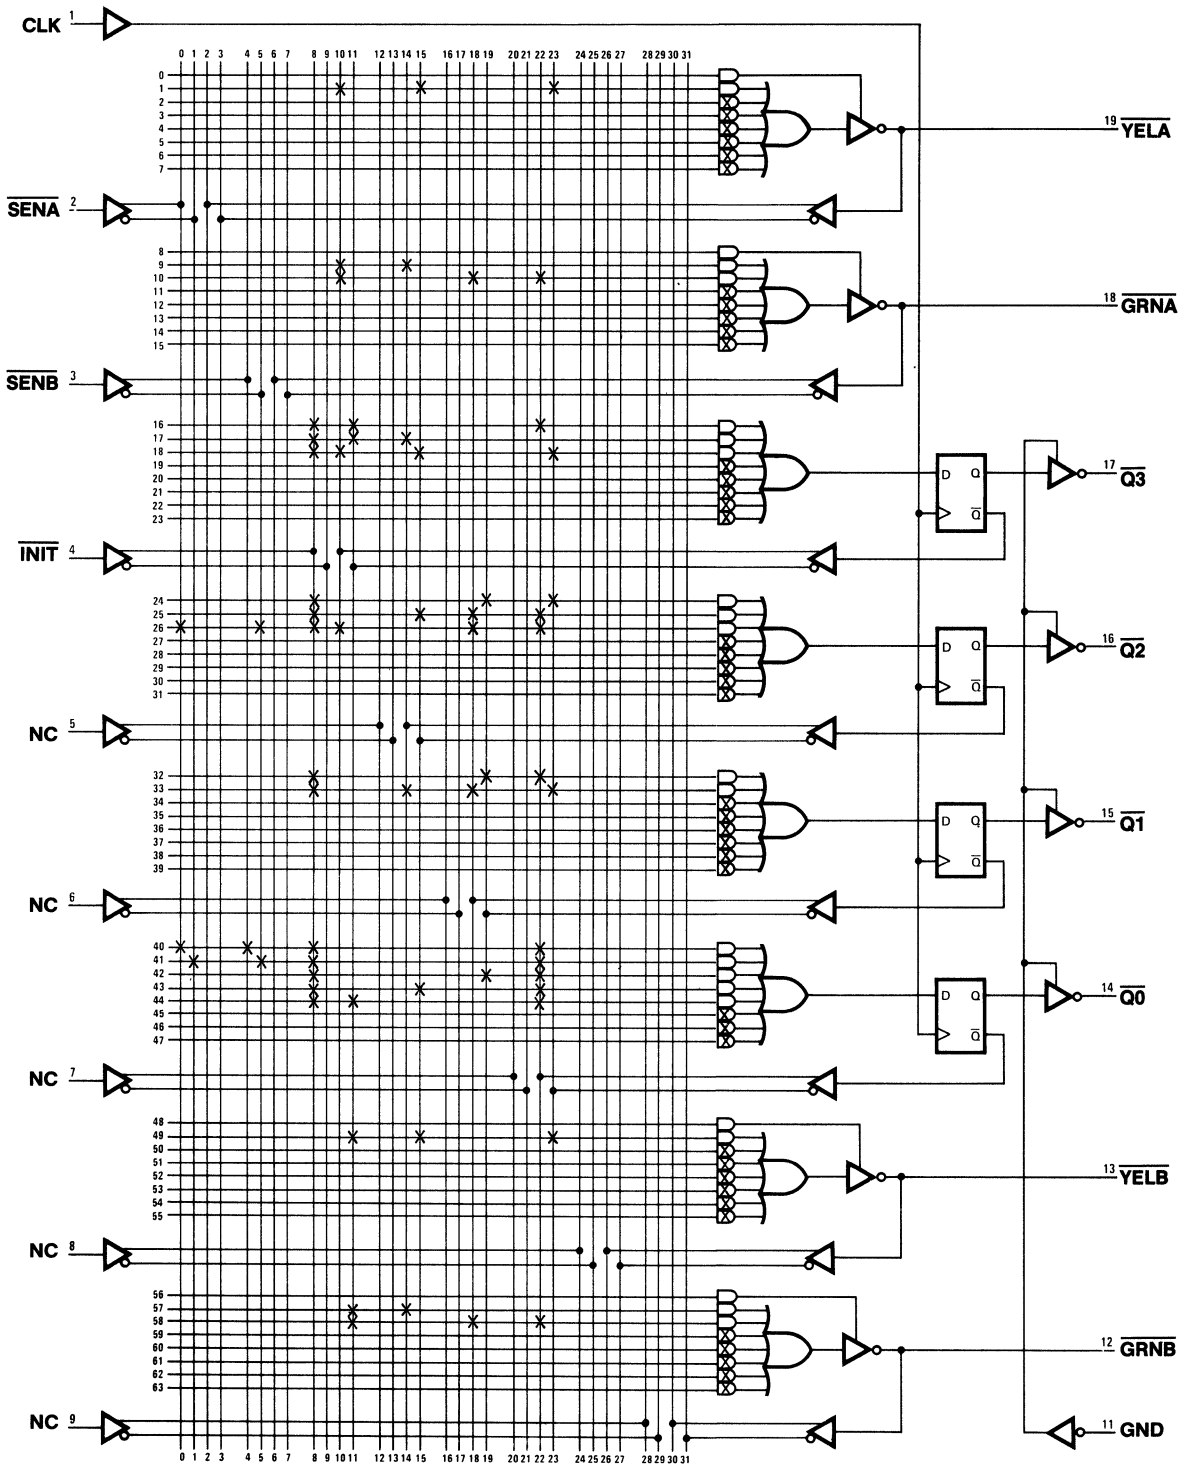 CLK 1
0 1 2 3 4 5 6 7 8 9 10 11 12 13 14 15 16 17 18 19 20 21 22 23 24 25 26 27 28 29 30 31
0
1
2
3
4
5
6
7
19 YELA
SENA 2
8
9
10
11
12
13
14
15
18 GRNA
SENB 3
16
17
18
19
20
21
22
23
D Q
Q
17 Q3
INIT 4
24
25
26
27
28
29
30
31
D Q
Q
16 Q2
NC 5
32
33
34
35
36
37
38
39
D Q
Q
15 Q1
NC 6
40
41
42
43
44
45
46
47
D Q
Q
14 Q0
NC 7
48
49
50
51
52
53
54
55
13 YELB
NC 8
56
57
58
59
60
61
62
63
12 GRNB
NC 9
11 GND
0 1 2 3 4 5 6 7 8 9 10 11 12 13 14 15 16 17 18 19 20 21 22 23 24 25 26 27 28 29 30 31